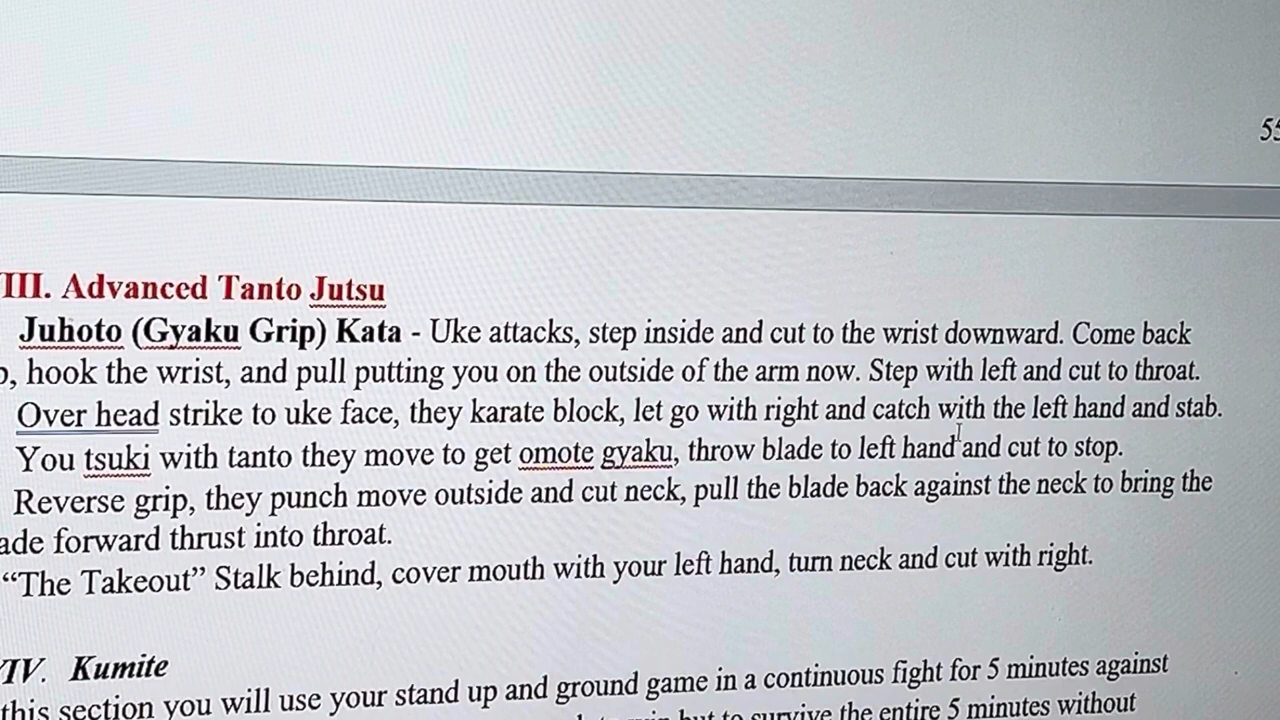 55
III. Advanced Tanto Jutsu
Juhoto (Gyaku Grip) Kata - Uke attacks, step inside and cut to the wrist downward. Come back
hook the wrist, and pull putting you on the outside of the arm now. Step with left and cut to throat.
Over head strike to uke face, they karate block, let go with right and catch with the left hand and stab.
You tsuki with tanto they move to get omote gyaku, throw blade to left hand and cut to stop.
Reverse grip, they punch move outside and cut neck, pull the blade back against the neck to bring the
ade forward thrust into throat.
“The Takeout” Stalk behind, cover mouth with your left hand, turn neck and cut with right.
IV. Kumite
this section you will use your stand up and ground game in a continuous fight for 5 minutes against
but to survive the entire 5 minutes without